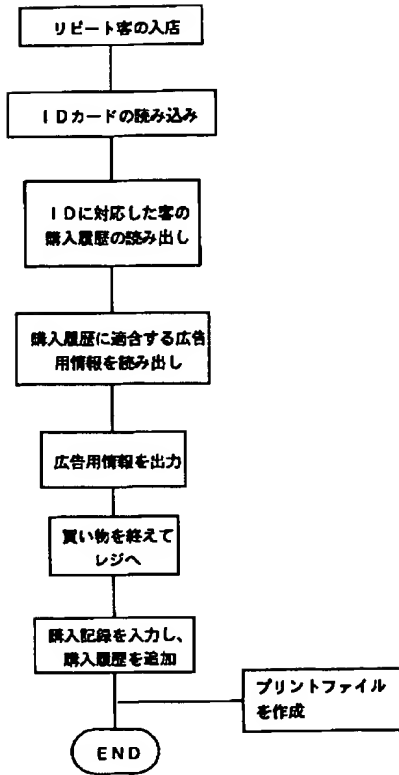 リピート客の入店
IDカードの読み込み
IDに対応した客の
購入履歴の読み出し
購入履歴に適合する広告
用情報を読み出し
広告用情報を出力
買い物を終えて
レジへ
購入記録を入力し、
購入履歴を追加
プリントファイル
を作成
END